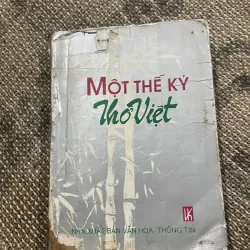 MỘT THẾ KỶ
Thơ Việt
NHÀ XUẤT BẢN VĂN HÓA - THÔNG TIN